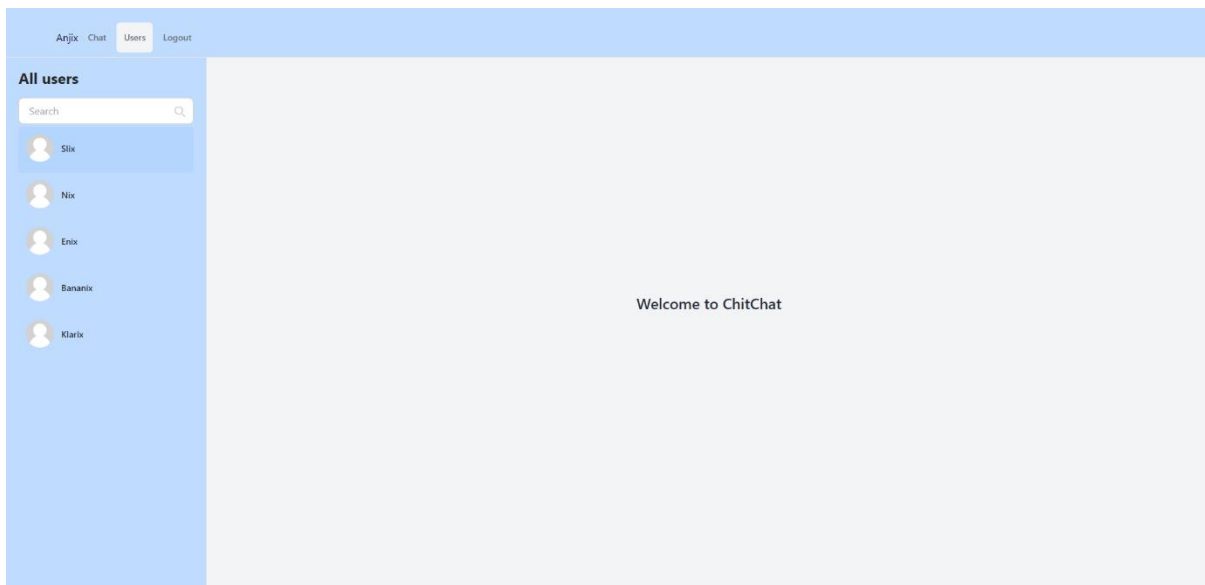 Anjix Chat Users Logout
All users
Search
Slix
Nix
Enix
Bananix
Klarix
Welcome to ChitChat